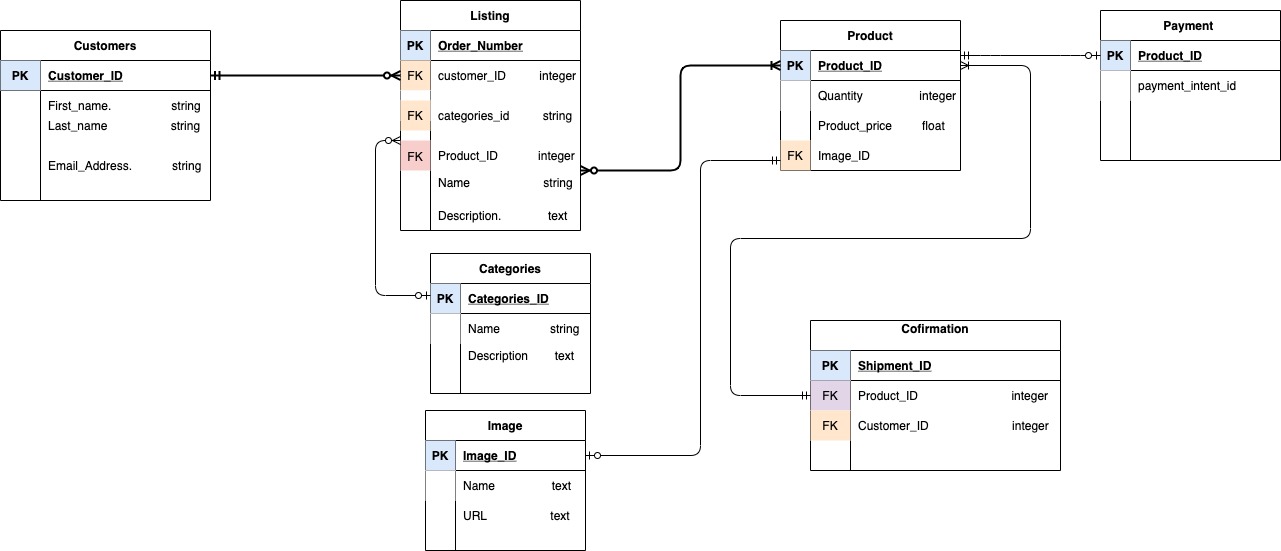 Customers
PK Customer_ID
First_name. string
Last_name string
Email_Address. string
Listing
PK Order_Number
FK customer_ID integer
FK categories_id string
FK Product_ID integer
Name string
Description. text
Product
PK Product_ID
Quantity integer
Product_price float
FK Image_ID
Payment
PK Product_ID
payment_intent_id
Categories
PK Categories_ID
Name string
Description text
Image
PK Image_ID
Name text
URL text
Cofirmation
PK Shipment_ID
FK Product_ID integer
FK Customer_ID integer